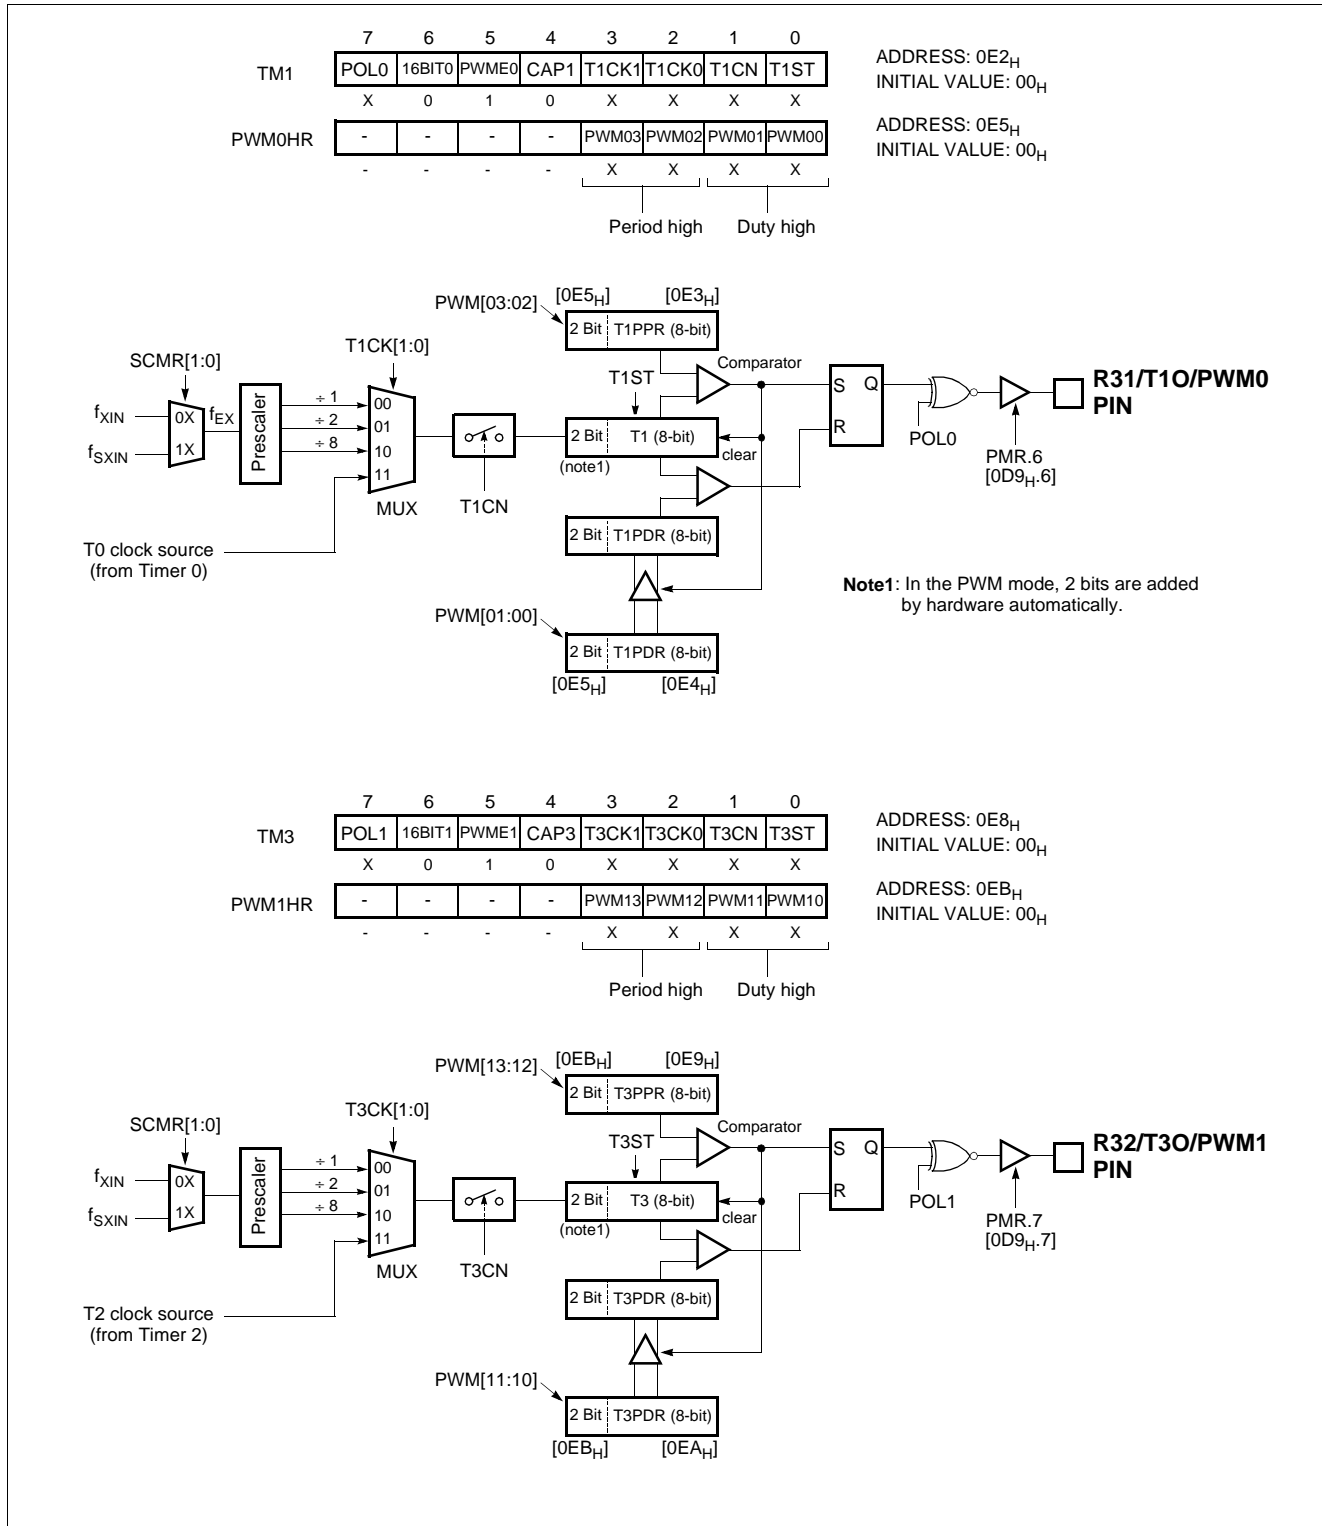 7 6 5 4 3 2 1 0
TM1 POL0 16BIT0 PWME0 CAP1 T1CK1 T1CK0 T1CN T1ST ADDRESS: 0E2H
INITIAL VALUE: 00H
X 0 1 0 X X X X
PWM0HR - - - - PWM03 PWM02 PWM01 PWM00 ADDRESS: 0E5H
INITIAL VALUE: 00H
- - - - X X X X
Period high Duty high
[0E5H] [0E3H]
PWM[03:02]
2 Bit T1PPR (8-bit)
SCMR[1:0] T1CK[1:0]
Comparator
T1ST
fXIN 0X fEX Prescaler ÷ 1 00
fSXIN 1X ÷ 2 01
÷ 8 10
11
MUX
T1CN
2 Bit T1 (8-bit)
(note1) clear
S Q
R
POL0
PMR.6
[0D9H.6]
R31/T1O/PWM0
PIN
2 Bit T1PDR (8-bit)
T0 clock source
(from Timer 0)
Note1: In the PWM mode, 2 bits are added
by hardware automatically.
PWM[01:00]
2 Bit T1PDR (8-bit)
[0E5H] [0E4H]
7 6 5 4 3 2 1 0
TM3 POL1 16BIT1 PWME1 CAP3 T3CK1 T3CK0 T3CN T3ST ADDRESS: 0E8H
INITIAL VALUE: 00H
X 0 1 0 X X X X
PWM1HR - - - - PWM13 PWM12 PWM11 PWM10 ADDRESS: 0EBH
INITIAL VALUE: 00H
- - - - X X X X
Period high Duty high
[0EBH] [0E9H]
PWM[13:12]
2 Bit T3PPR (8-bit)
SCMR[1:0] T3CK[1:0]
Comparator
T3ST
fXIN 0X Prescaler ÷ 1 00
fSXIN 1X ÷ 2 01
÷ 8 10
11
MUX
T3CN
2 Bit T3 (8-bit)
(note1) clear
S Q
R
POL1
PMR.7
[0D9H.7]
R32/T3O/PWM1
PIN
2 Bit T3PDR (8-bit)
T2 clock source
(from Timer 2)
PWM[11:10]
2 Bit T3PDR (8-bit)
[0EBH] [0EAH]